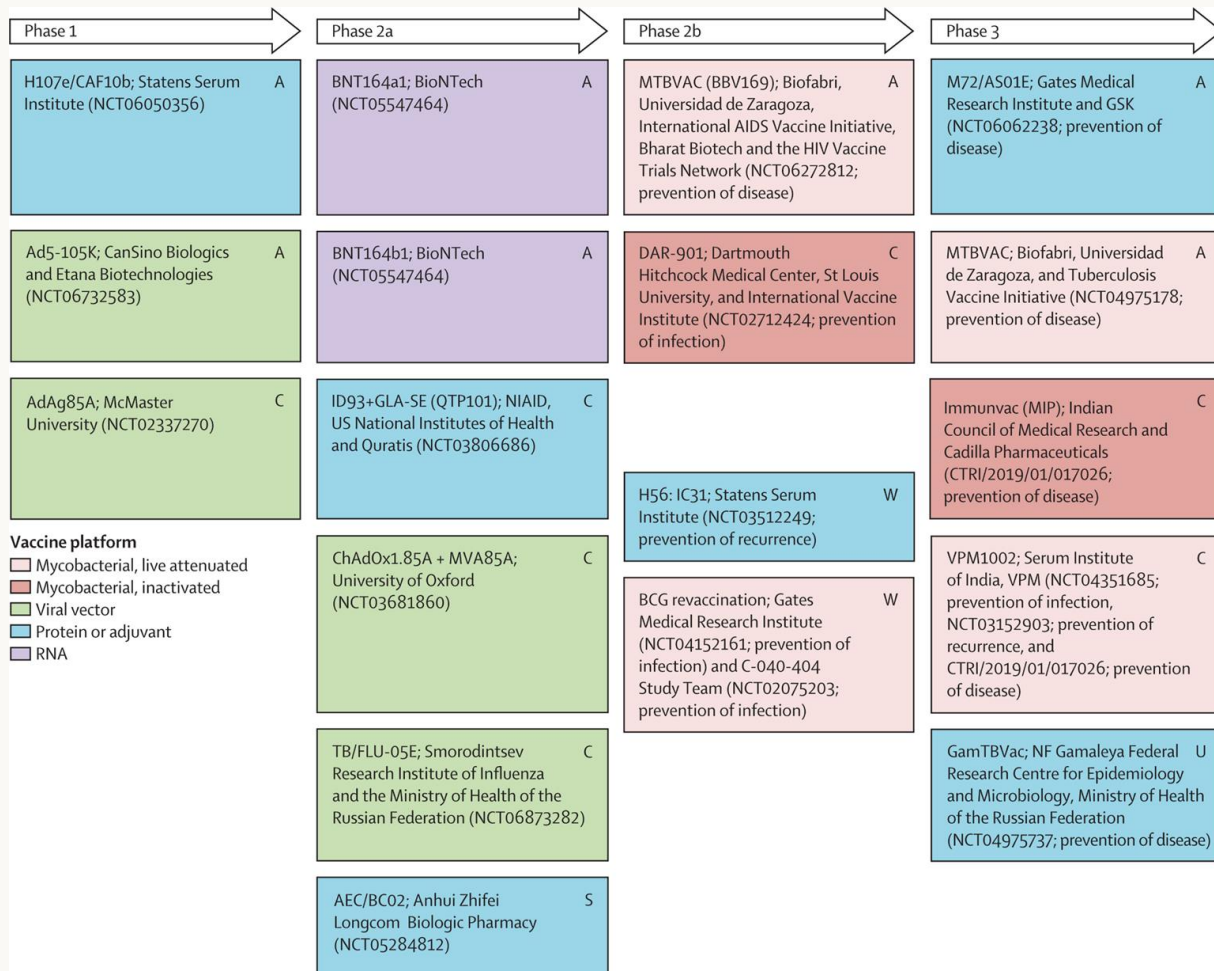 Phase 1
H107e/CAF10b; Statens Serum A
Institute (NCT06050356)
Ad5-105K; CanSino Biologics A
and Etana Biotechnologies
(NCT06732583)
AdAg85A; McMaster C
University (NCT02337270)
Vaccine platform
Mycobacterial, live attenuated
Mycobacterial, inactivated
Viral vector
Protein or adjuvant
RNA
Phase 2a
BNT164a1; BioNTech A
(NCT05547464)
BNT164b1; BioNTech A
(NCT05547464)
ID93+GLA-SE (QTP101); NIAID, C
US National Institutes of Health
and Quratis (NCT03806686)
ChAdOx1.85A + MVA85A; C
University of Oxford
(NCT03681860)
TB/FLU-05E; Smorodintsev C
Research Institute of Influenza
and the Ministry of Health of the
Russian Federation (NCT06873282)
AEC/BC02; Anhui Zhifei S
Longcom Biologic Pharmacy
(NCT05284812)
Phase 2b
MTBVAC (BBV169); Biofabri, A
Universidad de Zaragoza,
International AIDS Vaccine Initiative,
Bharat Biotech and the HIV Vaccine
Trials Network (NCT06272812;
prevention of disease)
DAR-901; Dartmouth C
Hitchcock Medical Center, St Louis
University, and International Vaccine
Institute (NCT02712424; prevention
of infection)
H56: IC31; Statens Serum W
Institute (NCT03512249;
prevention of recurrence)
BCG revaccination; Gates W
Medical Research Institute
(NCT04152161; prevention of
infection) and C-040-404
Study Team (NCT02075203;
prevention of infection)
Phase 3
M72/AS01E; Gates Medical A
Research Institute and GSK
(NCT06062238; prevention of
disease)
MTBVAC; Biofabri, Universidad A
de Zaragoza, and Tuberculosis
Vaccine Initiative (NCT04975178;
prevention of disease)
Immunvac (MIP); Indian C
Council of Medical Research and
Cadilla Pharmaceuticals
(CTRI/2019/01/017026;
prevention of disease)
VPM1002; Serum Institute C
of India, VPM (NCT04351685;
prevention of infection,
NCT03152903; prevention of
recurrence, and
CTRI/2019/01/017026; prevention
of disease)
GamTBVac; NF Gamaleya Federal U
Research Centre for Epidemiology
and Microbiology, Ministry of Health
of the Russian Federation
(NCT04975737; prevention of disease)